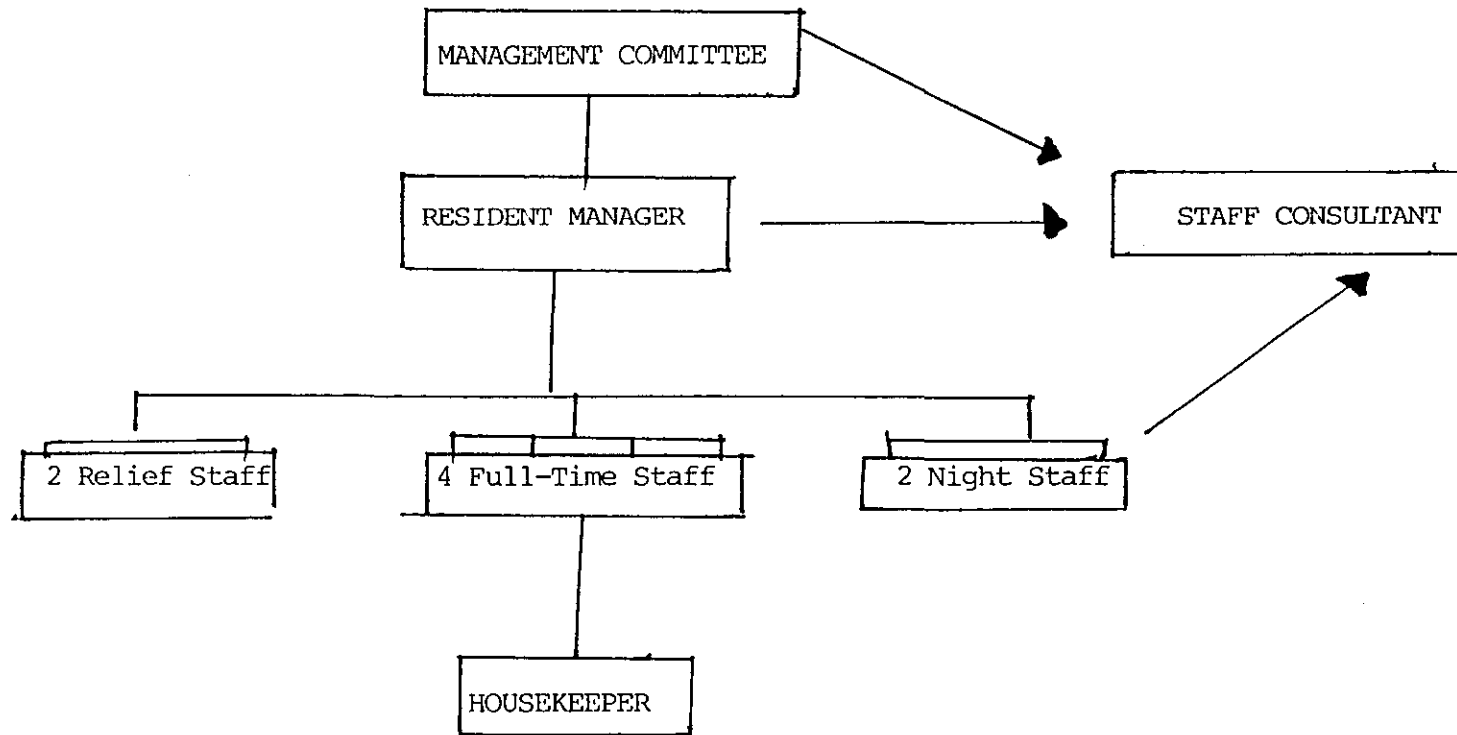 MANAGEMENT COMMITTEE
RESIDENT MANAGER
STAFF CONSULTANT
2 Relief Staff
4 Full-Time Staff
2 Night Staff
HOUSEKEEPER